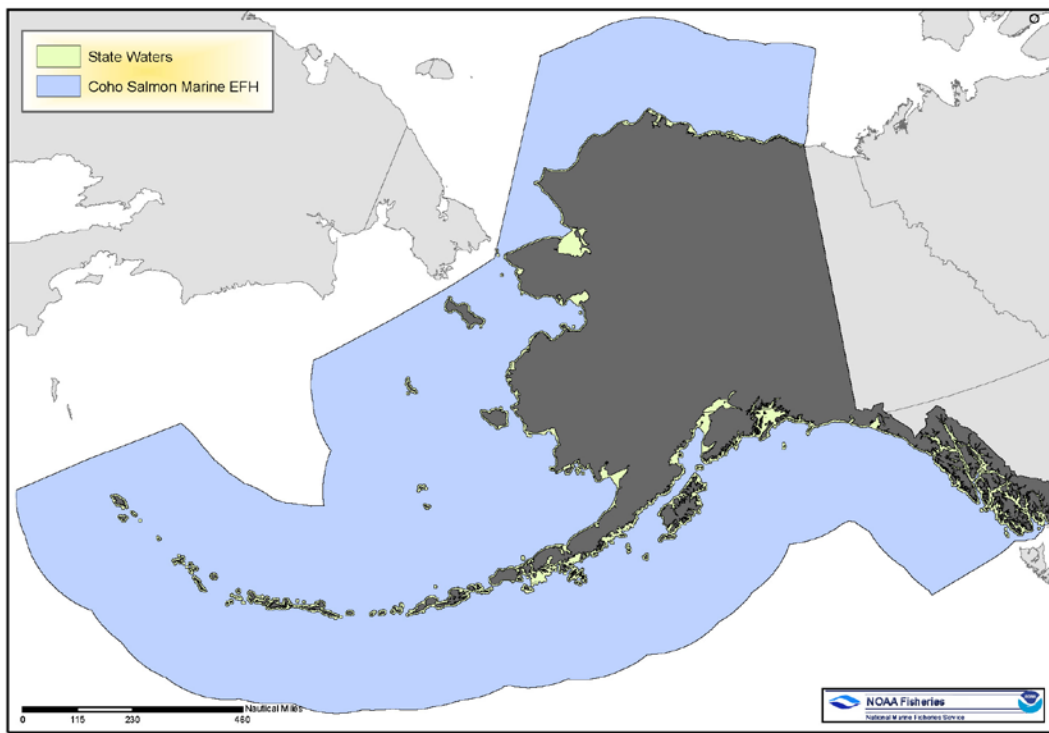 State Waters
Coho Salmon Marine EFH
Nautical Miles
0 115 230 460
NOAA Fisheries
National Marine Fisheries Service